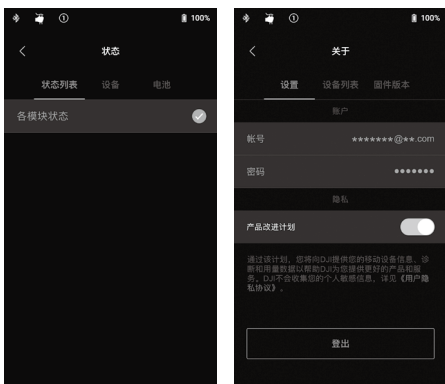 ① 100%
状态
状态列表 设备 电池
各模块状态
① 100%
关于
设置 设备列表 固件版本
账户
帐号 *******@**.com
密码 •••••••
隐私
产品改进计划
通过该计划，您将向DJI提供您的移动设备信息、诊
断和用量数据以帮助DJI为您提供更好的产品和服
务。DJI不会收集您的个人敏感信息，详见《用户隐
私协议》。
登出